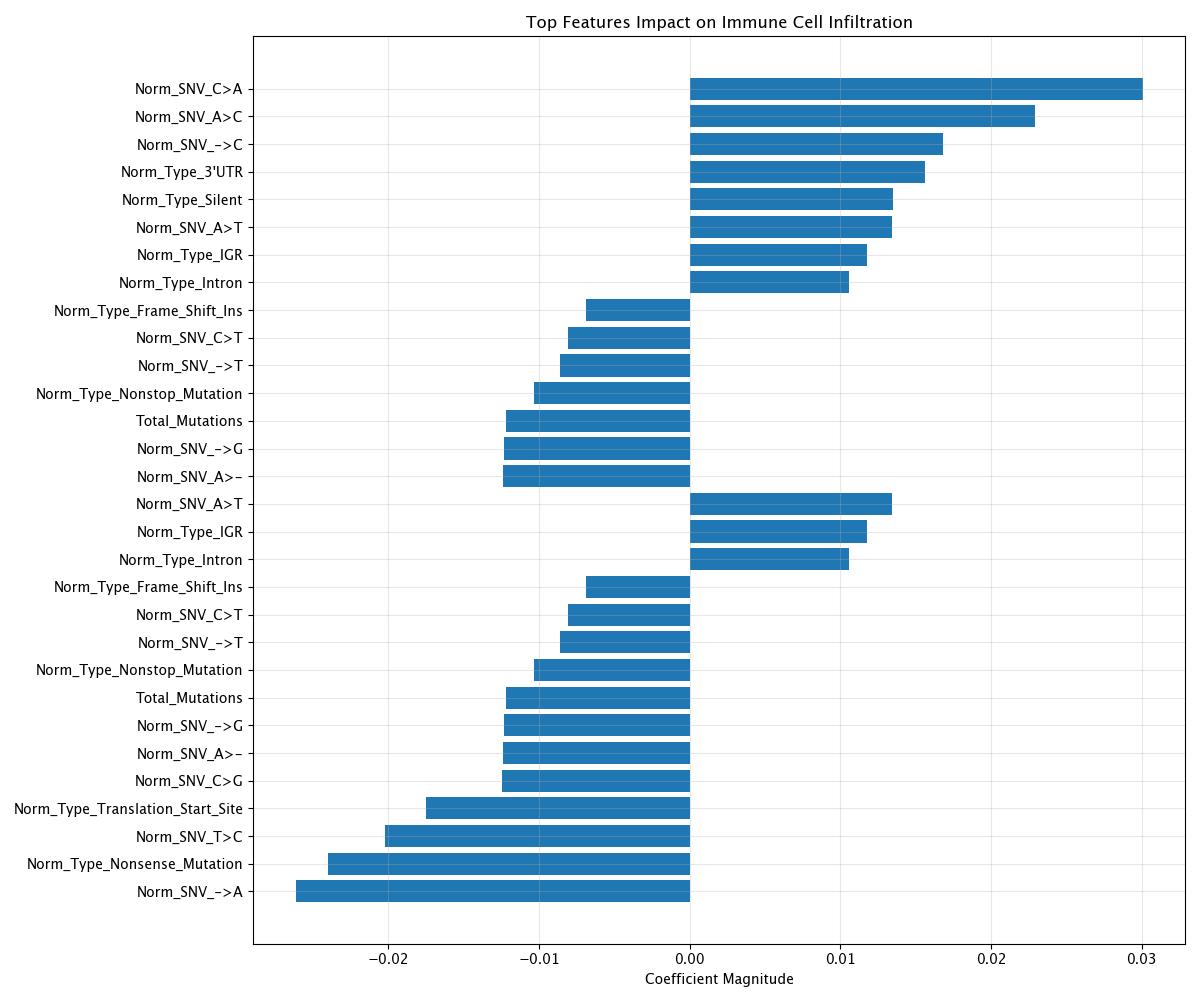 Top Features Impact on Immune Cell Infiltration
Norm_SNV_C>A
Norm_SNV_A>C
Norm_SNV_->C
Norm_Type_3'UTR
Norm_Type_Silent
Norm_SNV_A>T
Norm_Type_IGR
Norm_Type_Intron
Norm_Type_Frame_Shift_Ins
Norm_SNV_C>T
Norm_SNV_->T
Norm_Type_Nonstop_Mutation
Total_Mutations
Norm_SNV_->G
Norm_SNV_A>-
Norm_SNV_A>T
Norm_Type_IGR
Norm_Type_Intron
Norm_Type_Frame_Shift_Ins
Norm_SNV_C>T
Norm_SNV_->T
Norm_Type_Nonstop_Mutation
Total_Mutations
Norm_SNV_->G
Norm_SNV_A>-
Norm_SNV_C>G
Norm_Type_Translation_Start_Site
Norm_SNV_T>C
Norm_Type_Nonsense_Mutation
Norm_SNV_->A
−0.02 −0.01 0.00 0.01 0.02 0.03
Coefficient Magnitude